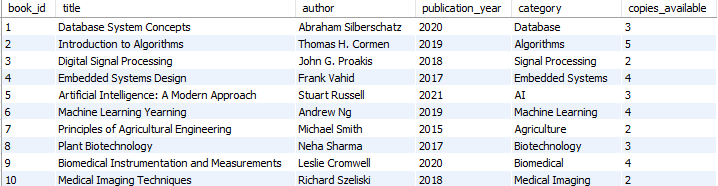 book_id title author publication_year category copies_available
1 Database System Concepts Abraham Silberschatz 2020 Database 3
2 Introduction to Algorithms Thomas H. Cormen 2019 Algorithms 5
3 Digital Signal Processing John G. Proakis 2018 Signal Processing 2
4 Embedded Systems Design Frank Vahid 2017 Embedded Systems 4
5 Artificial Intelligence: A Modern Approach Stuart Russell 2021 AI 3
6 Machine Learning Yearning Andrew Ng 2019 Machine Learning 4
7 Principles of Agricultural Engineering Michael Smith 2015 Agriculture 2
8 Plant Biotechnology Neha Sharma 2017 Biotechnology 3
9 Biomedical Instrumentation and Measurements Leslie Cromwell 2020 Biomedical 4
10 Medical Imaging Techniques Richard Szeliski 2018 Medical Imaging 2